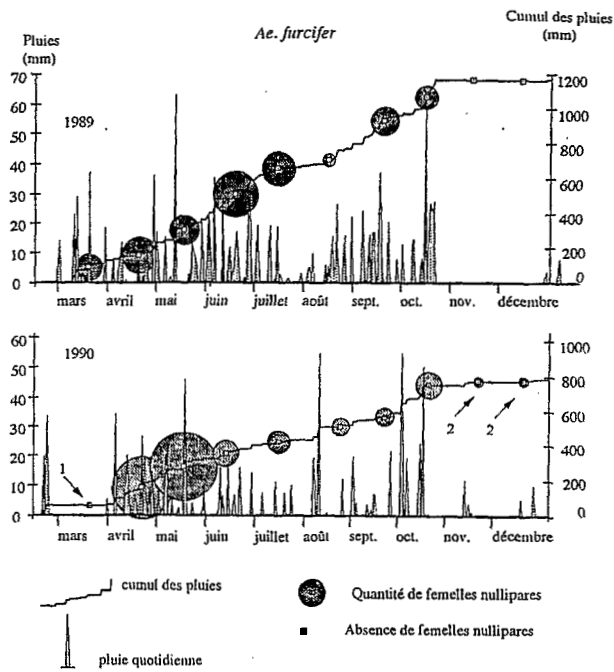 Ae. furcifer
Pluies
(mm)
Cumul des pluies
(mm)
70
60
50
40
30
20
10
0
1989
1200
1000
800
600
400
200
0
mars avril mai juin juillet août sept. oct. nov. décembre
60
50
40
30
20
10
0
1990
1000
800
600
400
200
0
1
2 2
mars avril mai juin juillet août sept. oct. nov. décembre
cumul des pluies
pluie quotidienne
Quantité de femelles nullipares
Absence de femelles nullipares